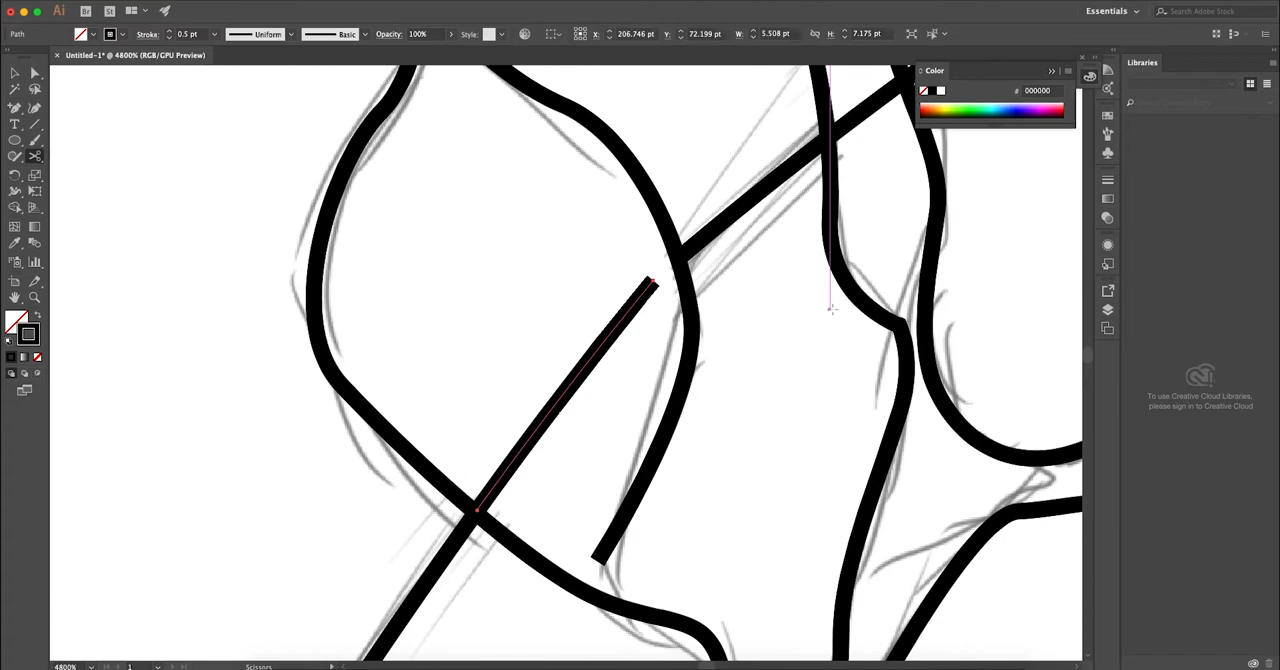 Ai Br St Essentials Search Adobe Stock
Path Stroke: 0.5 pt Uniform Basic Opacity: 100% Style: X: 206.746 pt Y: 72.199 pt W: 5.508 pt H: 7.175 pt
× Untitled-1* @ 4800% (RGB/GPU Preview)
Libraries
Color
# 000000
To use Creative Cloud Libraries,
please sign in to Creative Cloud
4800% 1 Scissors